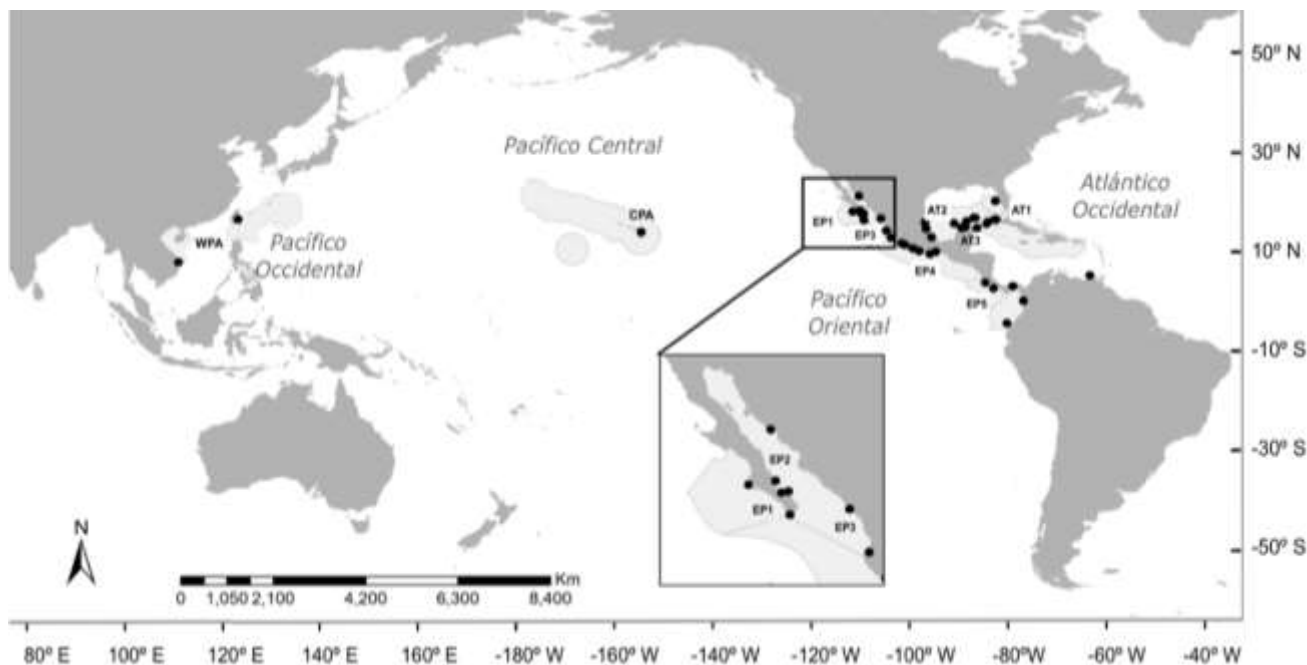 50º N
30º N
10º N
-10º S
-30º S
-50º S
Pacífico Central
Atlántico
Occidental
Pacífico
Occidental
Pacífico
Oriental
WPA
CPA
EP1
EP3
EP4
EP5
AT2
AT1
AT3
EP2
EP1
EP3
N
Km
0 1,050 2,100 4,200 6,300 8,400
80º E 100º E 120º E 140º E 160º E -180º W -160º W -140º W -120º W -100º W -80º W -60º W -40º W